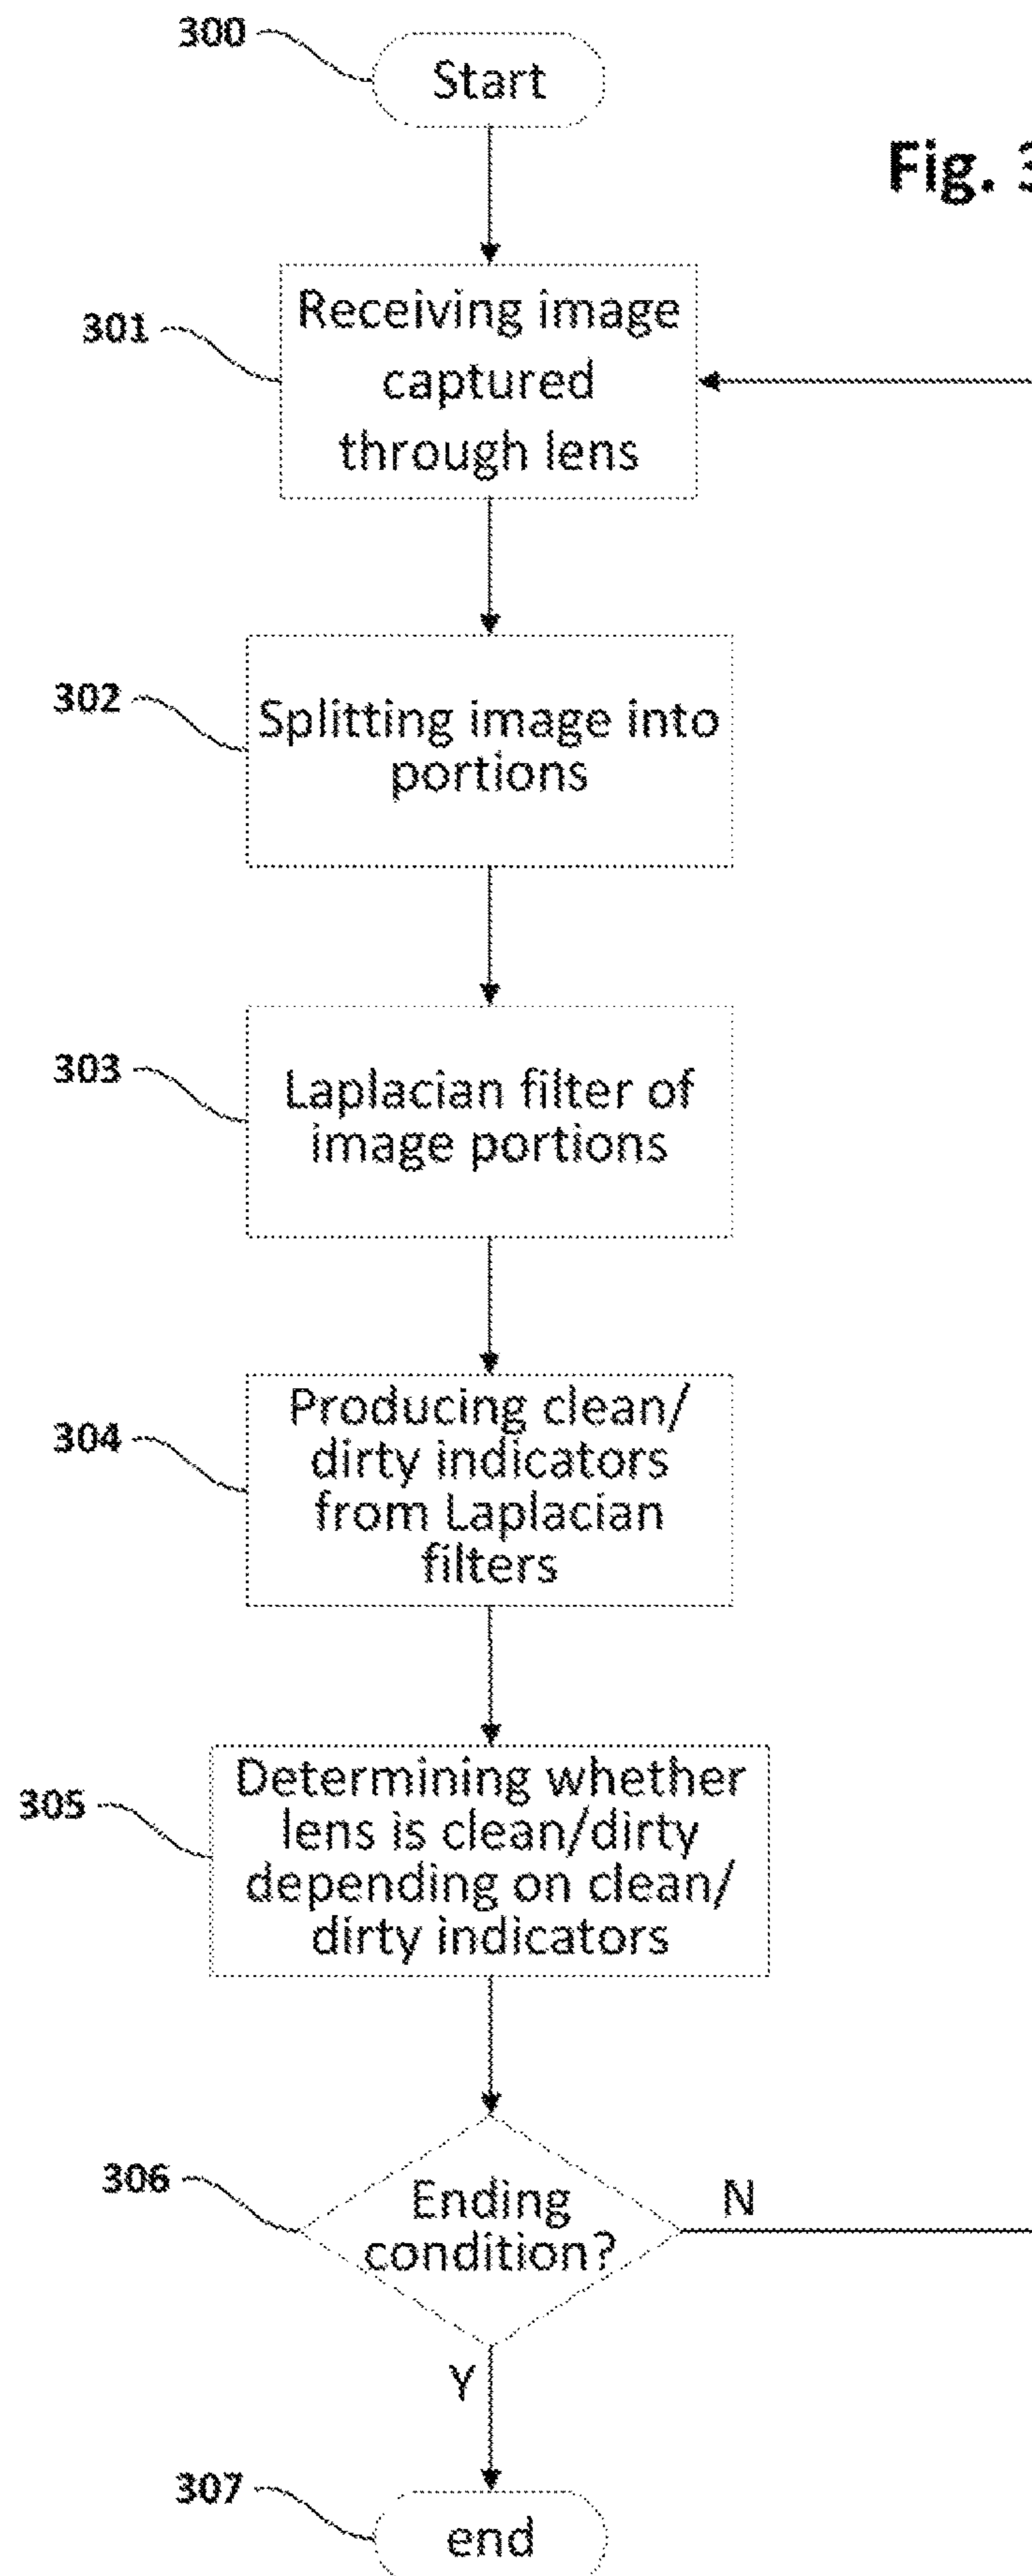 300
Start
Fig. 3
301
Receiving image
captured
through lens
302
Splitting image into
portions
303
Laplacian filter of
image portions
304
Producing clean/
dirty indicators
from Laplacian
filters
305
Determining whether
lens is clean/dirty
depending on clean/
dirty indicators
306
Ending
condition?
N
Y
307
end